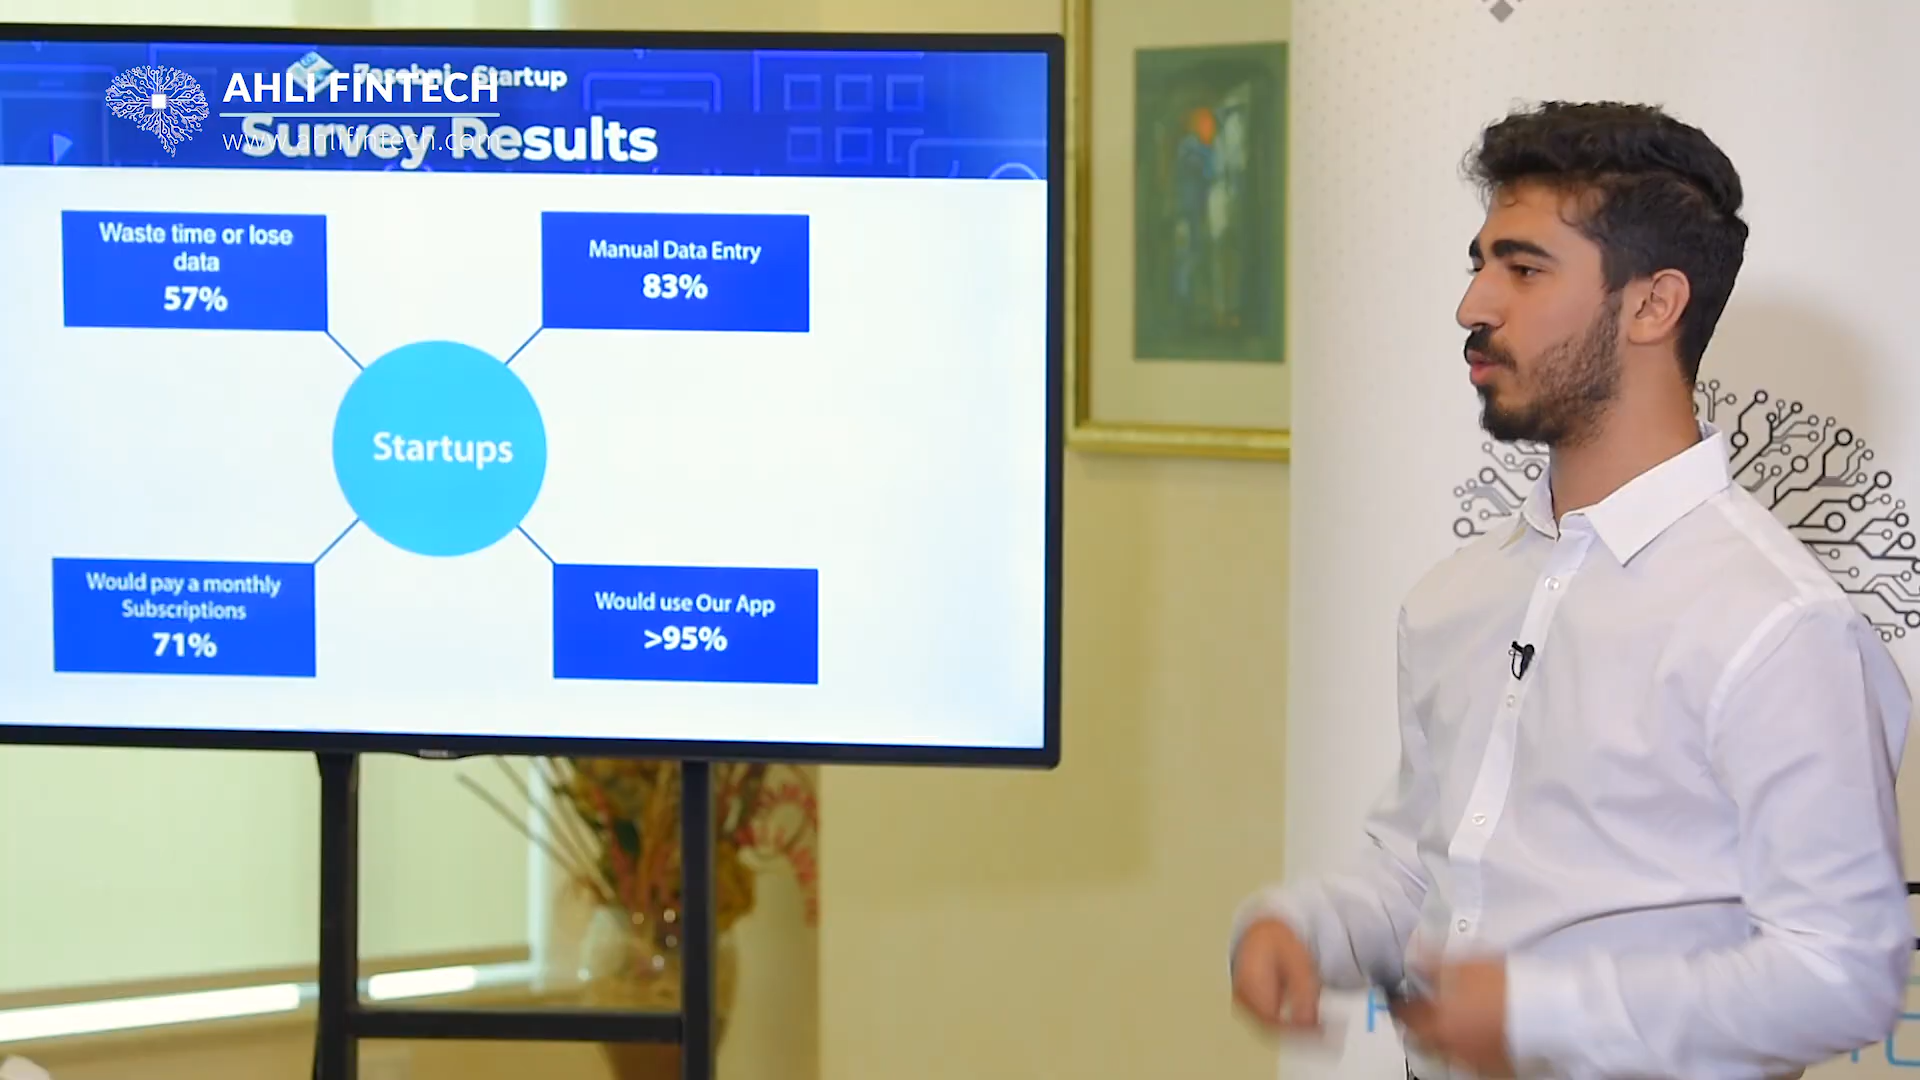 AHLI FINTECH
www.ahlifintech.com
Startup
Survey Results
Waste time or lose
data
57%
Manual Data Entry
83%
Startups
Would pay a monthly
Subscriptions
71%
Would use Our App
>95%